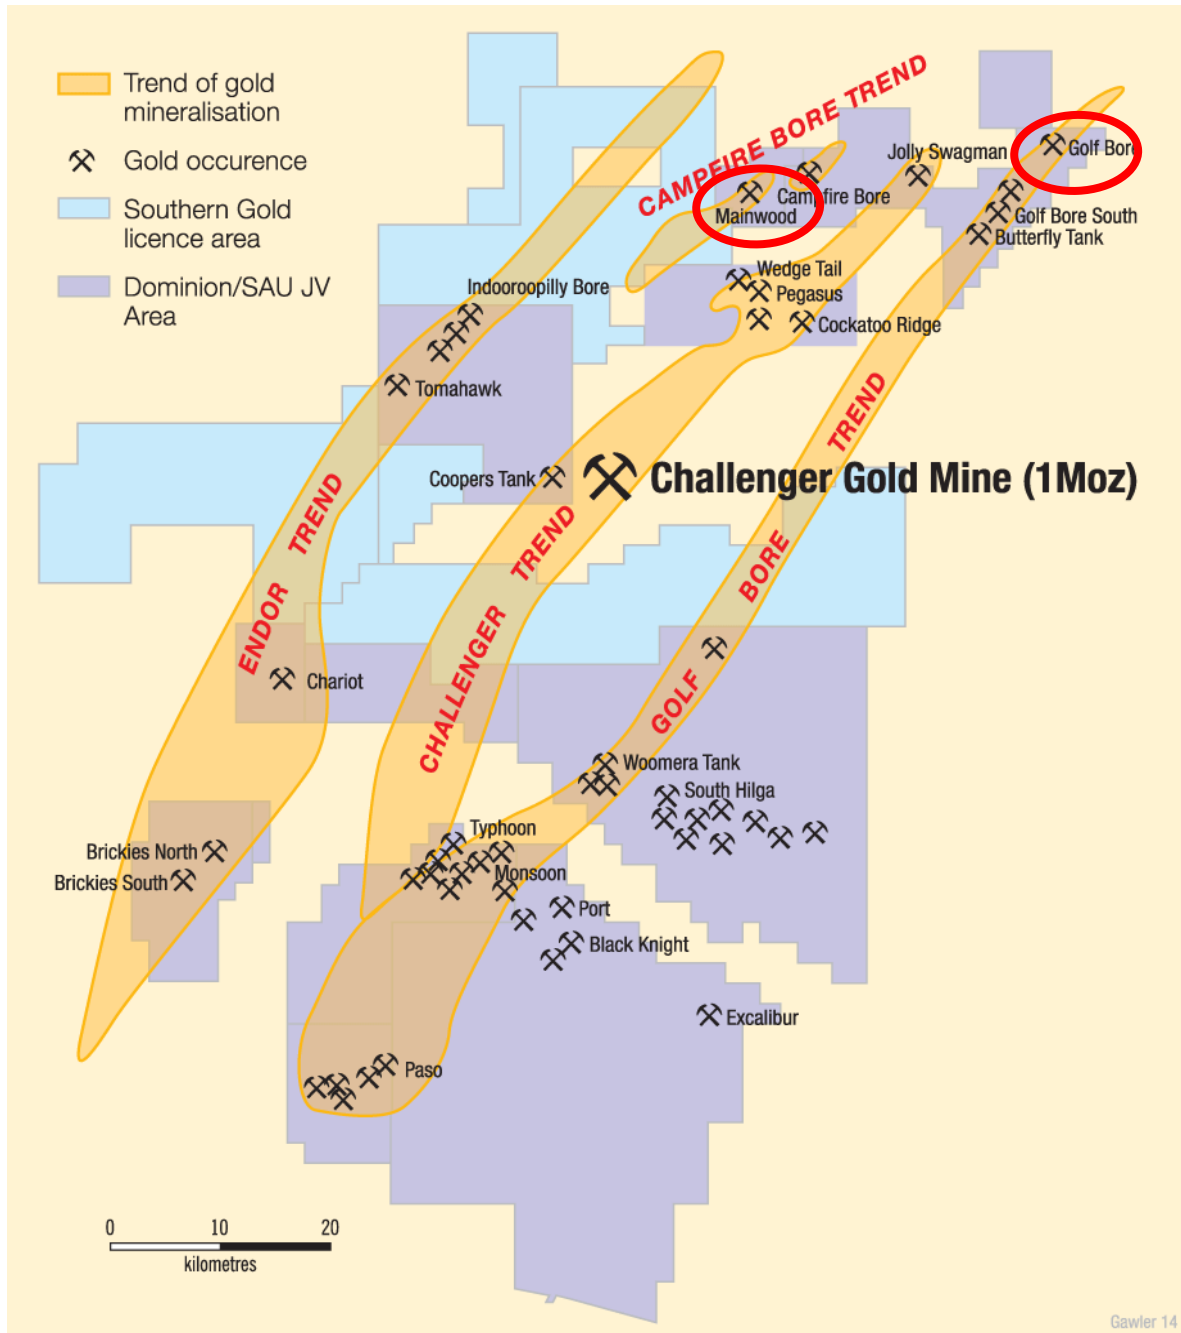 Trend of gold
mineralisation
Gold occurence
Southern Gold
licence area
Dominion/SAU JV
Area
CAMPFIRE BORE TREND
Jolly Swagman
Golf Bore
Campfire Bore
Mainwood
Golf Bore South
Butterfly Tank
Wedge Tail
Pegasus
Indooroopilly Bore
Cockatoo Ridge
Tomahawk
Coopers Tank
Challenger Gold Mine (1Moz)
ENDOR TREND
CHALLENGER TREND
GOLF BORE TREND
Chariot
Woomera Tank
South Hilga
Typhoon
Brickies North
Monsoon
Brickies South
Port
Black Knight
Excalibur
Paso
0 10 20
kilometres
Gawler 14